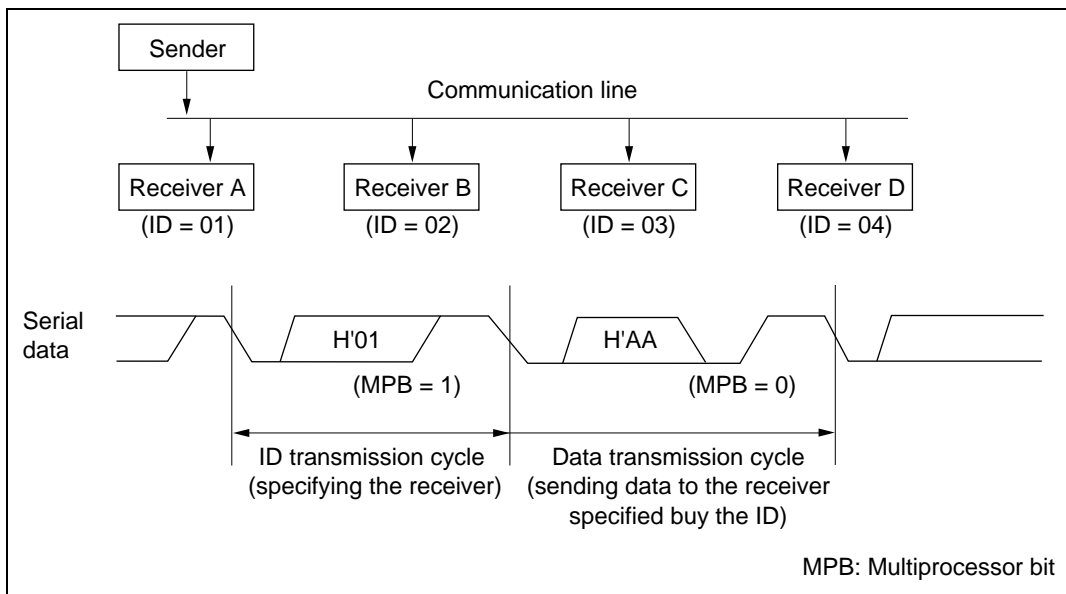 Sender
Communication line
Receiver A
Receiver B
Receiver C
Receiver D
(ID = 01)
(ID = 02)
(ID = 03)
(ID = 04)
Serial
data
H'01
H'AA
(MPB = 1)
(MPB = 0)
ID transmission cycle
(specifying the receiver)
Data transmission cycle
(sending data to the receiver
specified buy the ID)
MPB: Multiprocessor bit